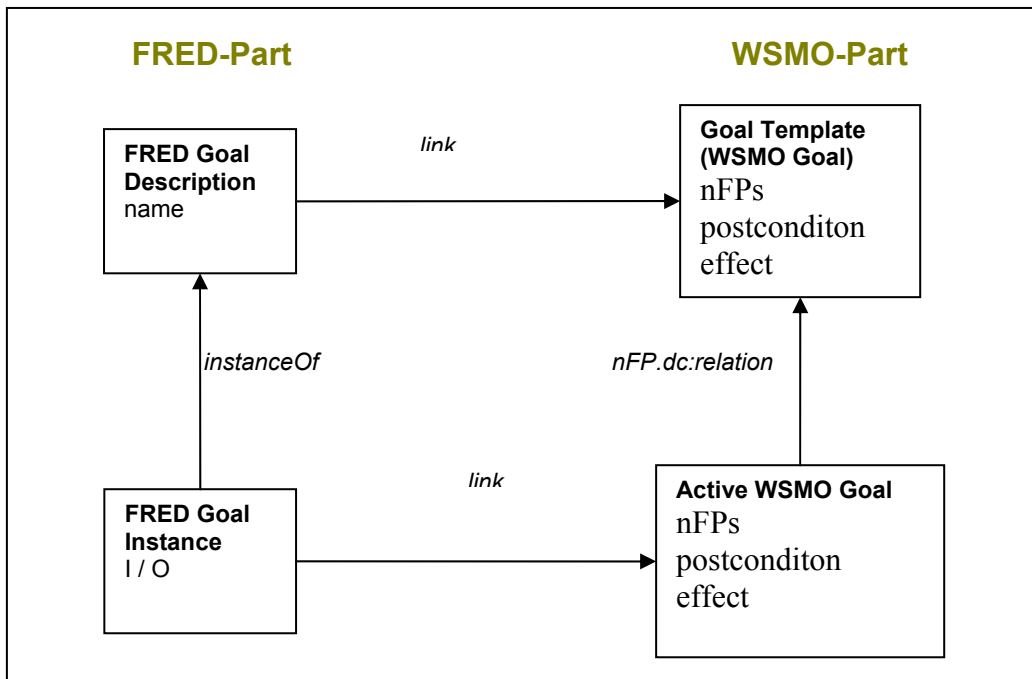 FRED-Part
WSMO-Part
FRED Goal
Description
name
link
Goal Template
(WSMO Goal)
nFPs
postconditon
effect
instanceOf
nFP.dc:relation
FRED Goal
Instance
I / O
link
Active WSMO Goal
nFPs
postconditon
effect